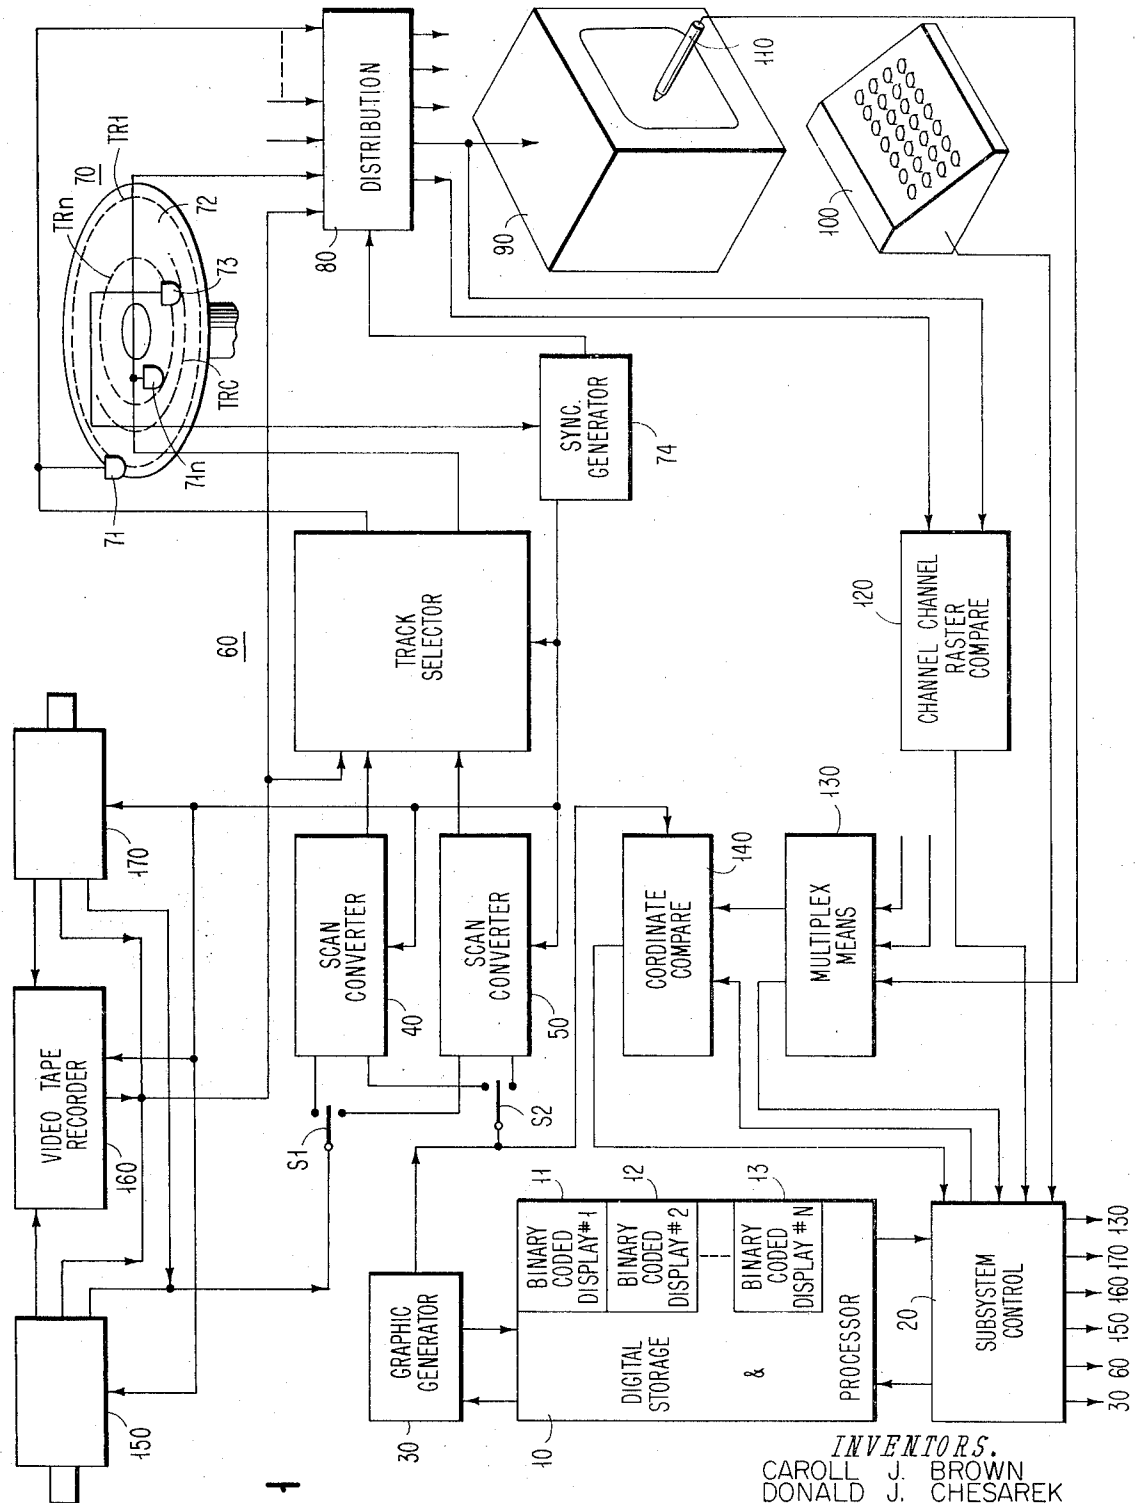 1
150
VIDEO TAPE
RECORDER
160
170
60
S1
S2
SCAN
CONVERTER
40
SCAN
CONVERTER
50
TRACK
SELECTOR
71
71n
TRC
TRn
TR1
70
72
73
SYNC.
GENERATOR
74
80
DISTRIBUTION
90
110
100
GRAPHIC
GENERATOR
30
10
DIGITAL
STORAGE
&
PROCESSOR
BINARY
CODED
DISPLAY#1
11
BINARY
CODED
DISPLAY#2
12
BINARY
CODED
DISPLAY#N
13
CORDINATE
COMPARE
140
MULTIPLEX
MEANS
130
CHANNEL CHANNEL
RASTER
COMPARE
120
20
SUBSYSTEM
CONTROL
30 60 150 160 170 130
INVENTORS.
CAROLL J. BROWN
DONALD J. CHESAREK